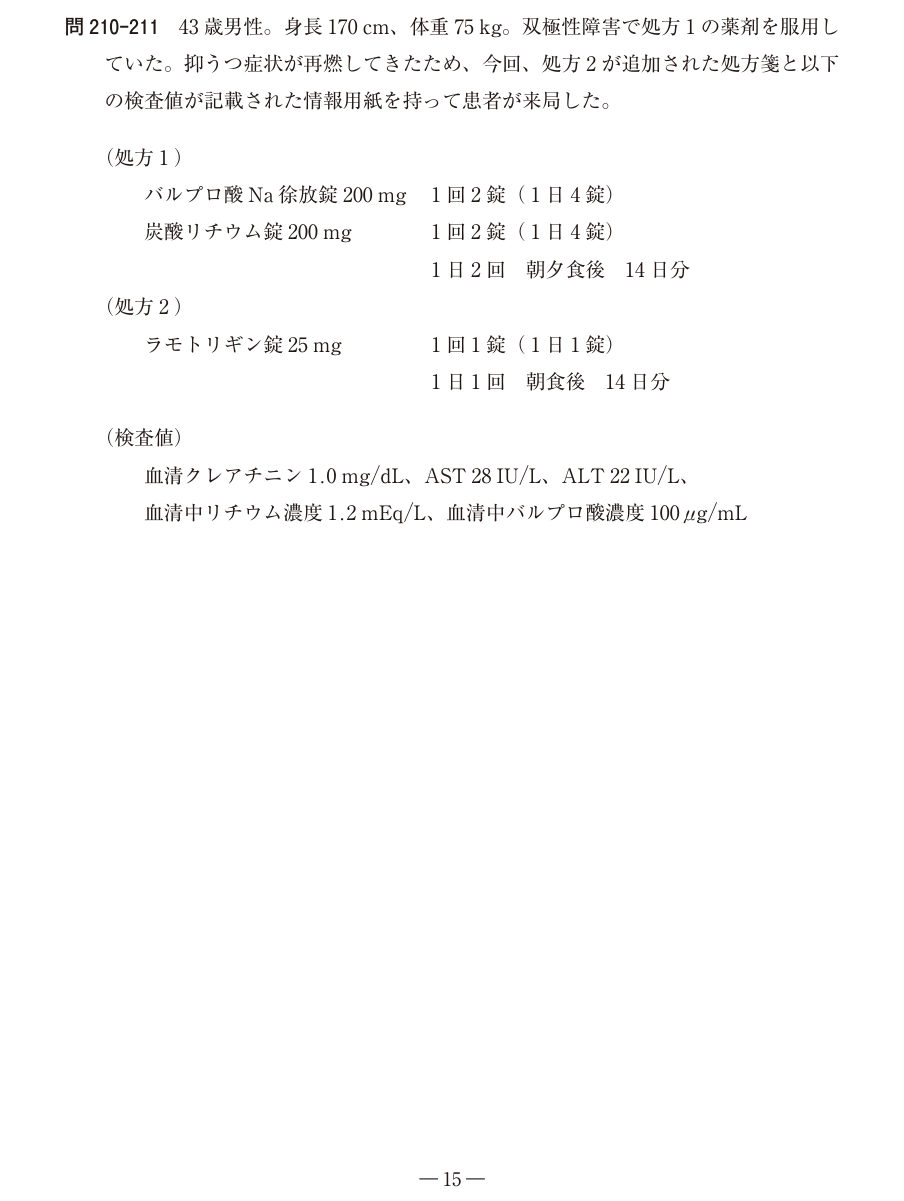 問 210-211 43 歳男性。身長 170 cm、体重 75 kg。双極性障害で処方 1 の薬剤を服用し
ていた。抑うつ症状が再燃してきたため、今回、処方 2 が追加された処方箋と以下
の検査値が記載された情報用紙を持って患者が来局した。
（処方 1 ）
バルプロ酸 Na 徐放錠 200 mg 1 回 2 錠（ 1 日 4 錠）
炭酸リチウム錠 200 mg 1 回 2 錠（ 1 日 4 錠）
1 日 2 回 朝夕食後 14 日分
（処方 2 ）
ラモトリギン錠 25 mg 1 回 1 錠（ 1 日 1 錠）
1 日 1 回 朝食後 14 日分
（検査値）
血清クレアチニン 1.0 mg/dL、AST 28 IU/L、ALT 22 IU/L、
血清中リチウム濃度 1.2 mEq/L、血清中バルプロ酸濃度 100 μg/mL
― 15 ―